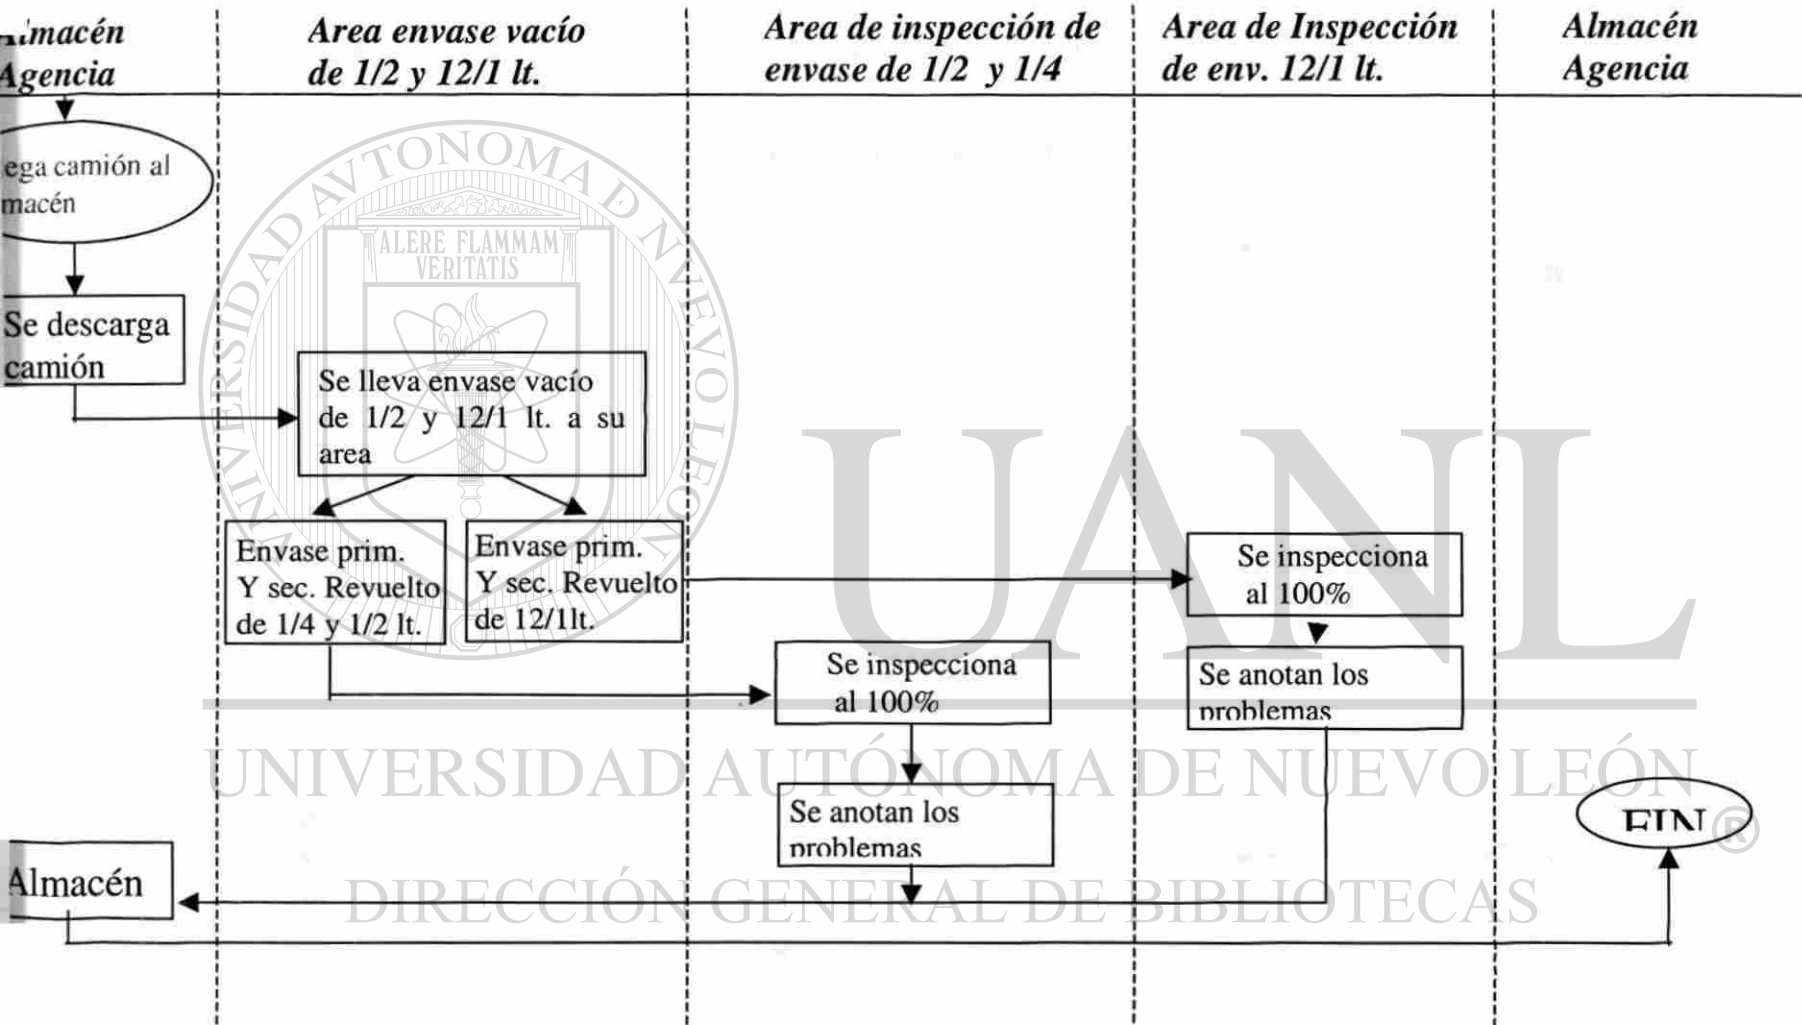 Almacén
Agencia
Area envase vacío
de 1/2 y 12/1 lt.
Area de inspección de
envase de 1/2 y 1/4
Area de Inspección
de env. 12/1 lt.
Almacén
Agencia
ega camión al
macén
Se descarga
camión
Se lleva envase vacío
de 1/2 y 12/1 lt. a su
area
Envase prim.
Y sec. Revuelto
de 1/4 y 1/2 lt.
Envase prim.
Y sec. Revuelto
de 12/1lt.
Se inspecciona
al 100%
Se anotan los
problemas
Se inspecciona
al 100%
Se anotan los
problemas
Almacén
FIN
UNIVERSIDAD AUTONOMA DE NUEVO LEON
ALERE FLAMMAM
VERITATIS
UANL
UNIVERSIDAD AUTÓNOMA DE NUEVO LEÓN
®
DIRECCIÓN GENERAL DE BIBLIOTECAS